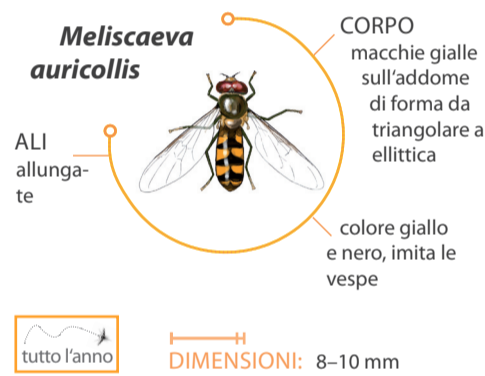 Meliscaeva
auricollis
CORPO
macchie gialle
sull'addome
di forma da
triangolare a
ellittica
ALI
allunga-
te
colore giallo
e nero, imita le
vespe
tutto l'anno
DIMENSIONI: 8–10 mm